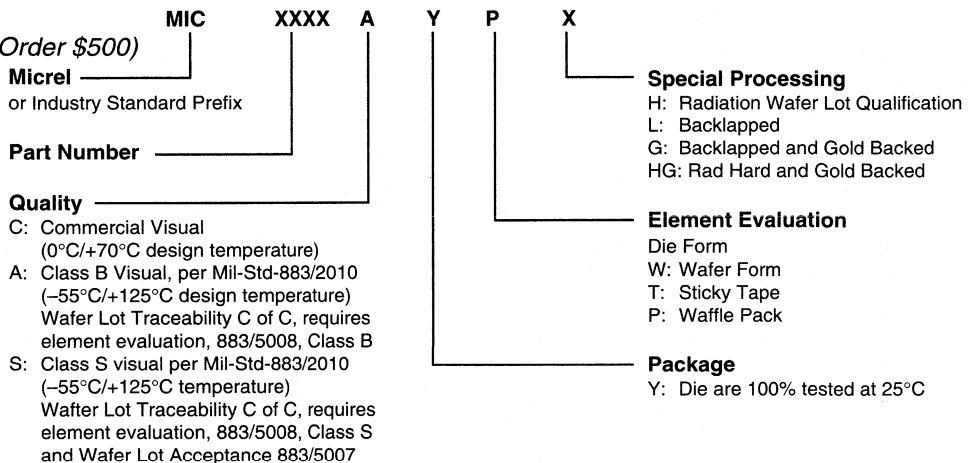 MIC XXXX A Y P X
Order $500)
Micrel
or Industry Standard Prefix
Part Number
Quality
C: Commercial Visual
(0°C/+70°C design temperature)
A: Class B Visual, per Mil-Std-883/2010
(–55°C/+125°C design temperature)
Wafer Lot Traceability C of C, requires
element evaluation, 883/5008, Class B
S: Class S visual per Mil-Std-883/2010
(–55°C/+125°C temperature)
Wafter Lot Traceability C of C, requires
element evaluation, 883/5008, Class S
and Wafer Lot Acceptance 883/5007
Special Processing
H: Radiation Wafer Lot Qualification
L: Backlapped
G: Backlapped and Gold Backed
HG: Rad Hard and Gold Backed
Element Evaluation
Die Form
W: Wafer Form
T: Sticky Tape
P: Waffle Pack
Package
Y: Die are 100% tested at 25°C